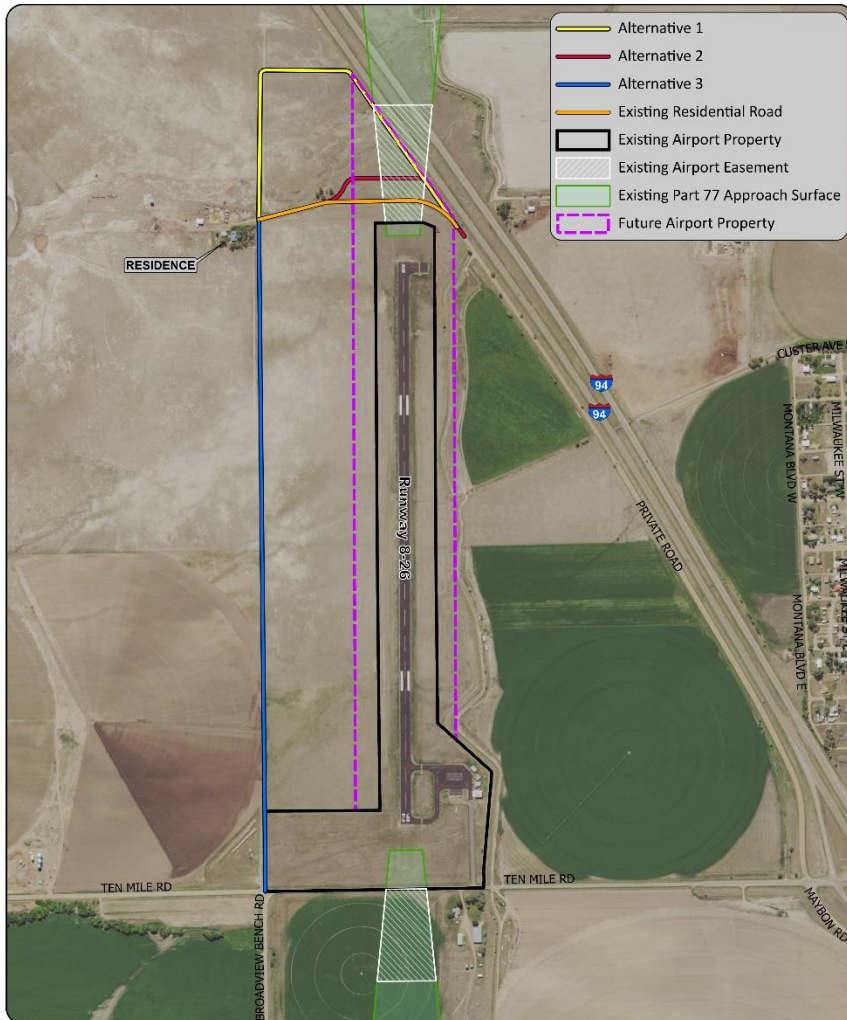 Alternative 1
Alternative 2
Alternative 3
Existing Residential Road
Existing Airport Property
Existing Airport Easement
Existing Part 77 Approach Surface
Future Airport Property
RESIDENCE
CUSTER AVE S
94
94
MONTANA BLVD W
MILWAUKEE ST W
Runway 8-26
PRIVATE ROAD
MONTANA BLVD E
TEN MILE RD
TEN MILE RD
MAYBON RD
BROADVIEW BENCH RD